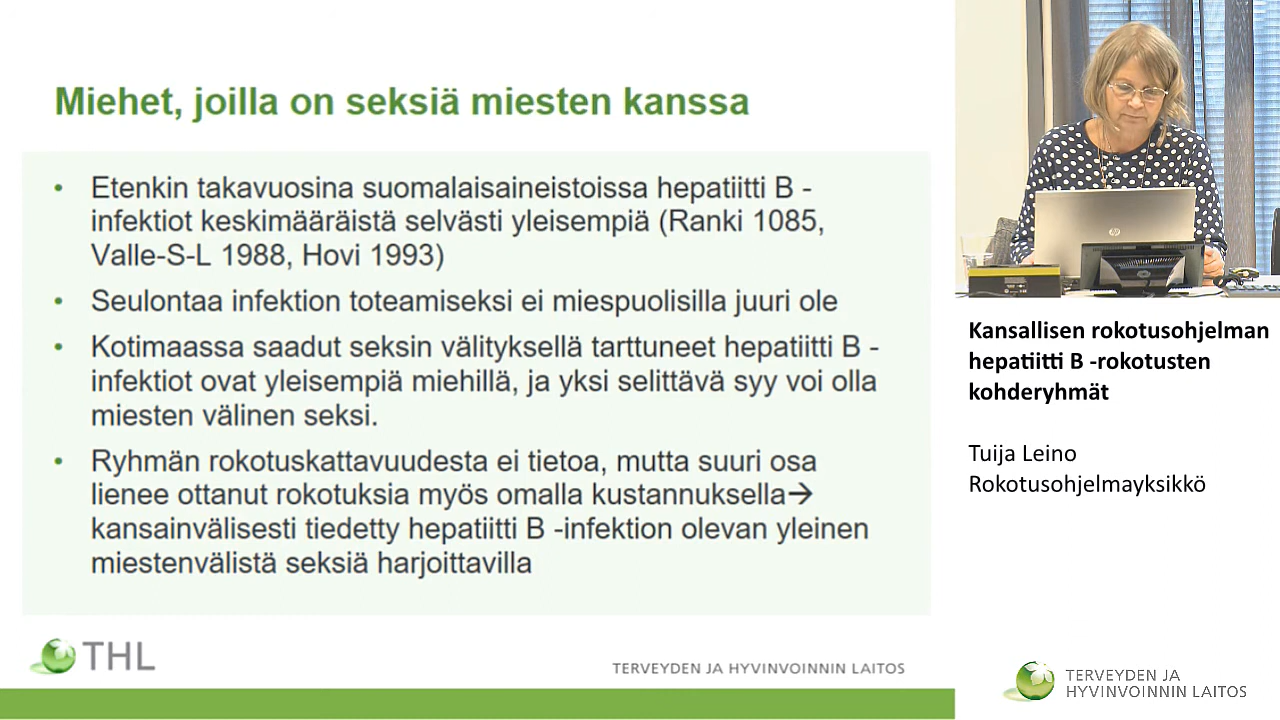 Miehet, joilla on seksiä miesten kanssa
• Etenkin takavuosina suomalaisaineistoissa hepatiitti B -
infektiot keskimääräistä selvästi yleisempiä (Ranki 1085,
Valle-S-L 1988, Hovi 1993)
• Seulontaa infektion toteamiseksi ei miespuolisilla juuri ole
• Kotimaassa saadut seksin välityksellä tarttuneet hepatiitti B -
infektiot ovat yleisempiä miehillä, ja yksi selittävä syy voi olla
miesten välinen seksi.
• Ryhmän rokotuskattavuudesta ei tietoa, mutta suuri osa
lienee ottanut rokotuksia myös omalla kustannuksella→
kansainvälisesti tiedetty hepatiitti B -infektion olevan yleinen
miestenvälistä seksiä harjoittavilla
THL
TERVEYDEN JA HYVINVOINNIN LAITOS
hp
Kansallisen rokotusohjelman
hepatiitti B -rokotusten
kohderyhmät
Tuija Leino
Rokotusohjelmayksikkö
TERVEYDEN JA
HYVINVOINNIN LAITOS